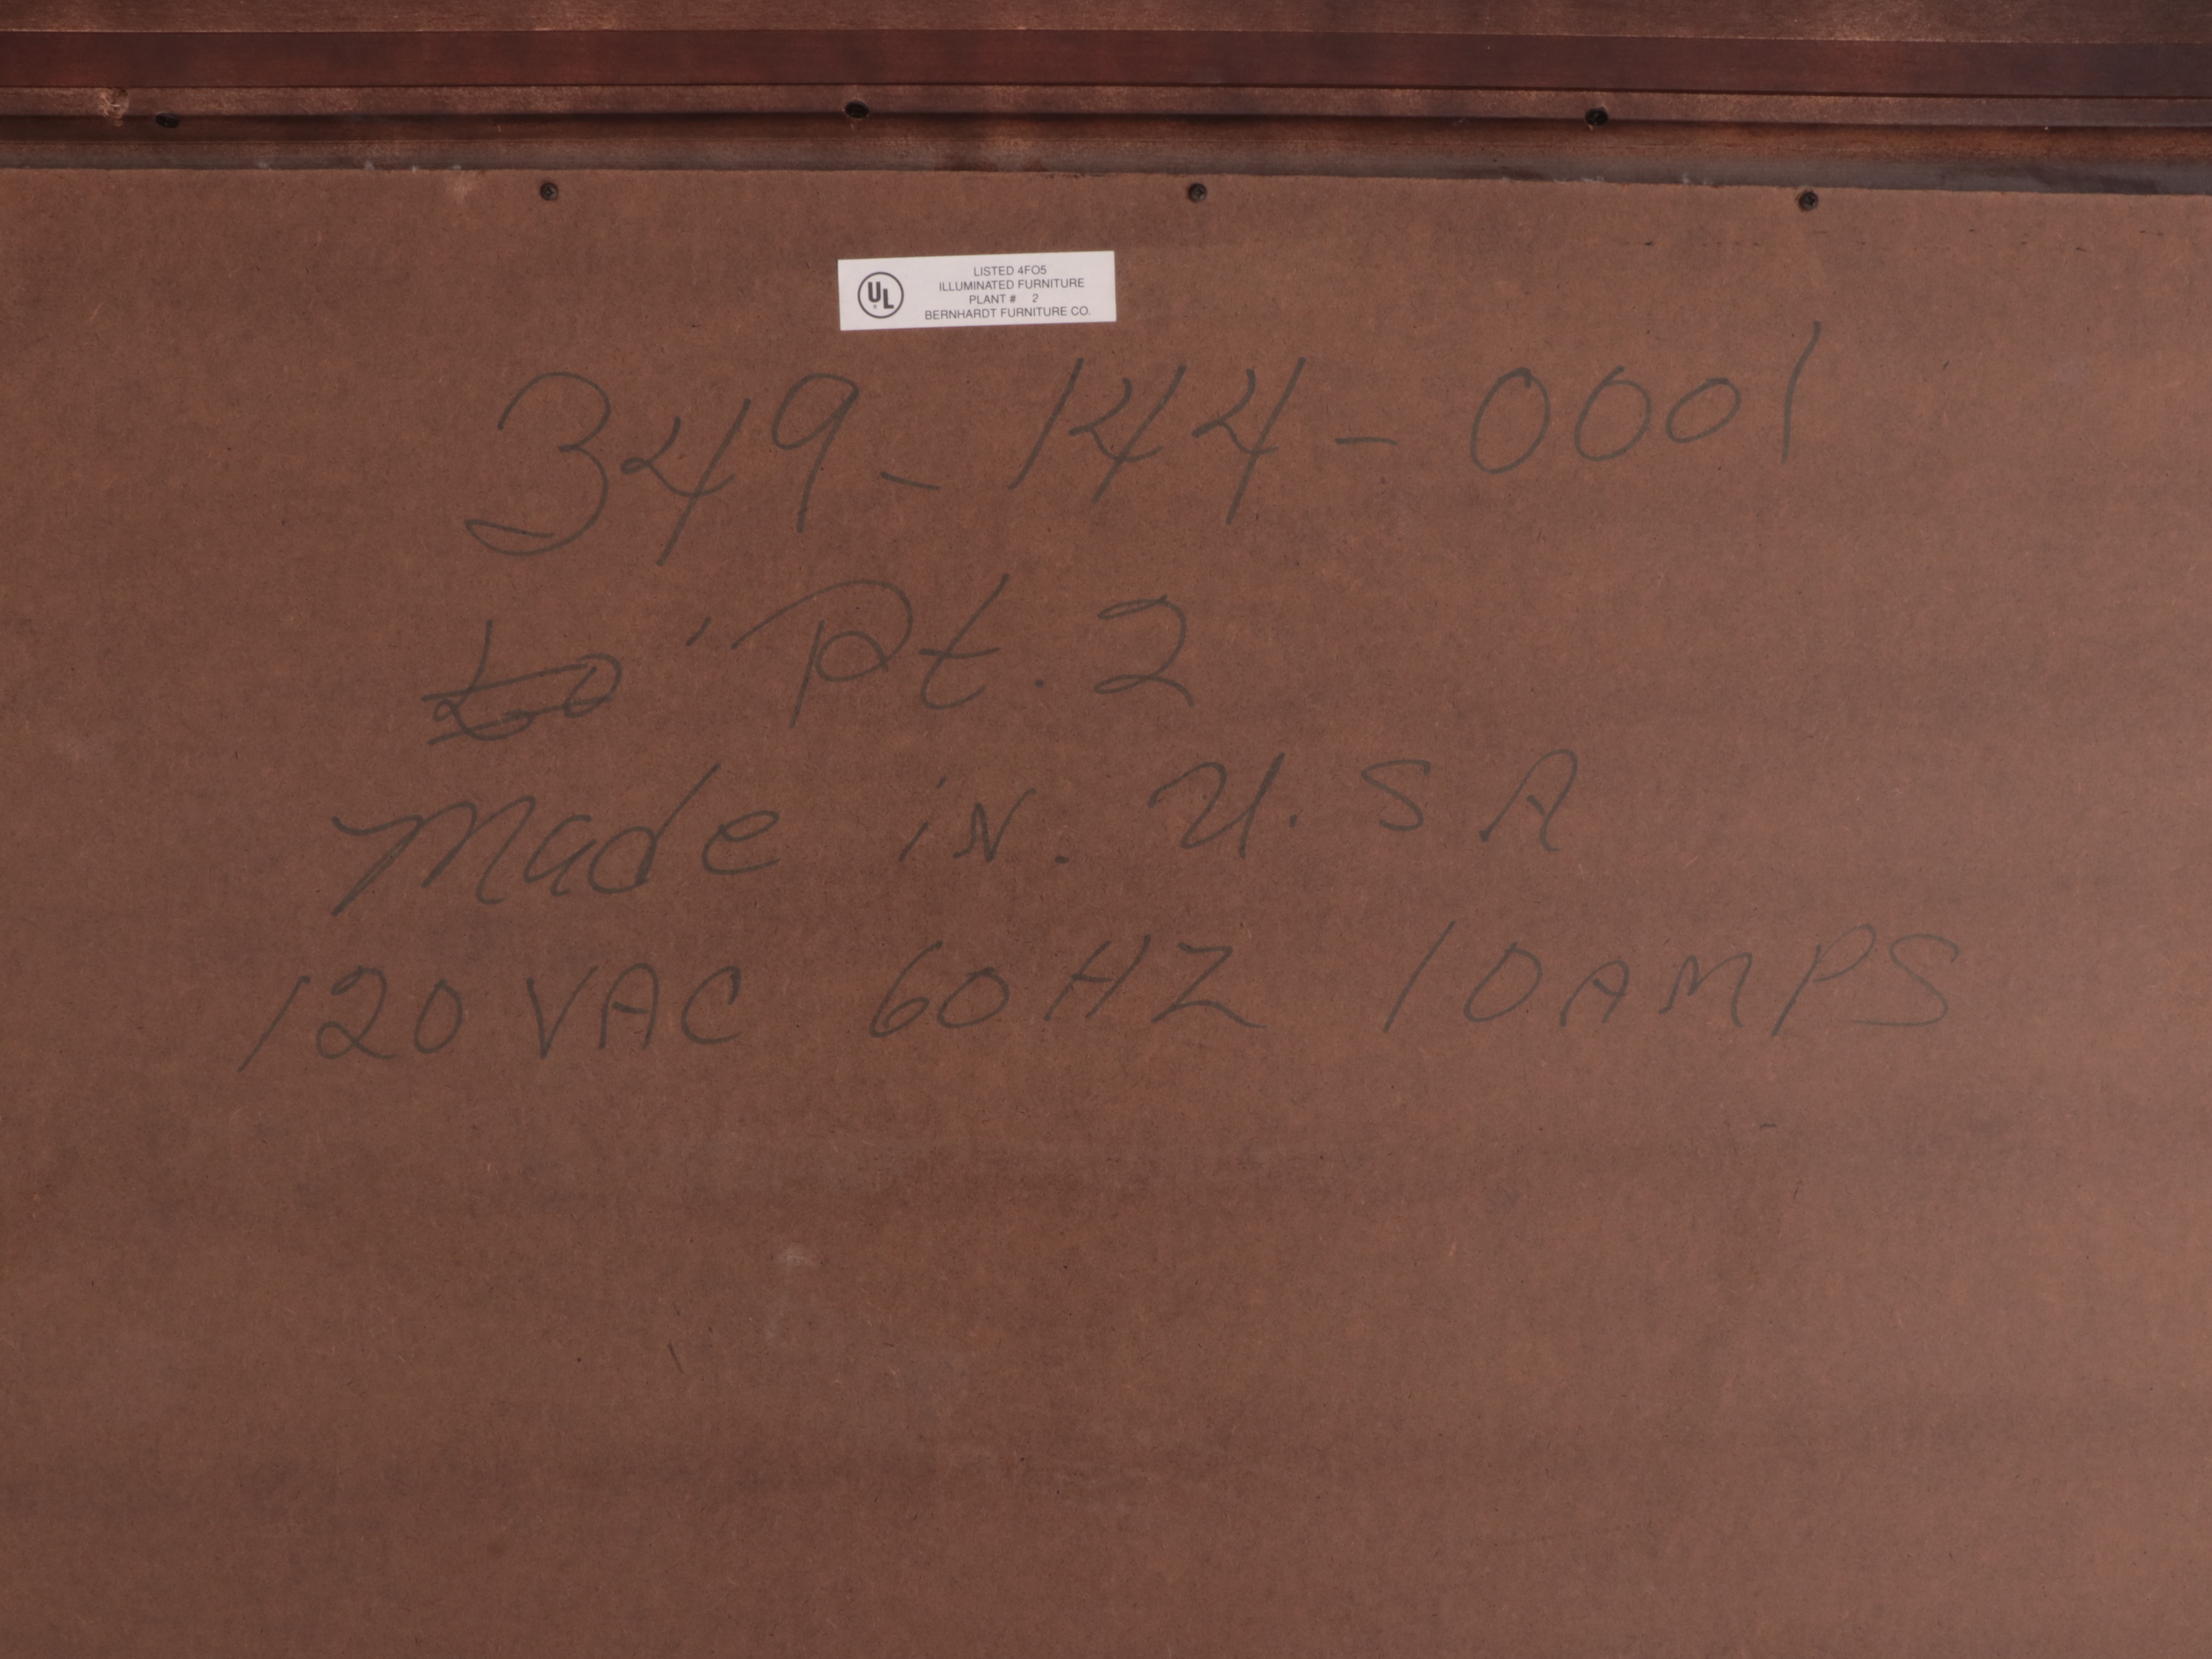 UL
LISTED 4FO5
ILLUMINATED FURNITURE
PLANT # 2
BERNHARDT FURNITURE CO.
349-144-0001
Pt. 2
Made in. U.S A
120 VAC 60 HZ 10 AMPS